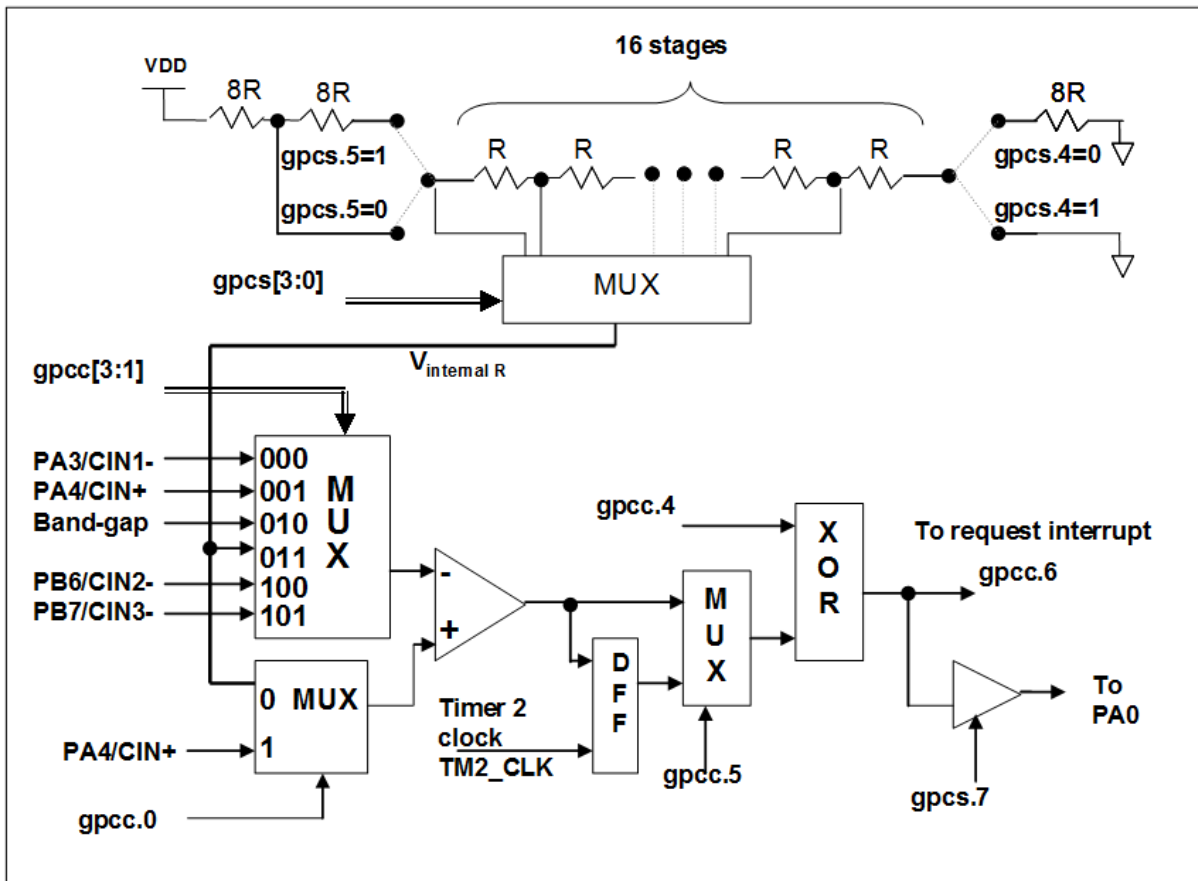 16 stages
VDD
8R
8R
8R
gpcs.5=1
R
R
R
R
gpcs.4=0
gpcs.5=0
gpcs.4=1
gpcs[3:0]
MUX
V internal R
gpcc[3:1]
PA3/CIN1-
000
PA4/CIN+
001
Band-gap
010
011
PB6/CIN2-
100
PB7/CIN3-
101
M
U
X
-
+
gpcc.4
X
O
R
To request interrupt
gpcc.6
M
U
X
D
F
F
0 MUX
1
PA4/CIN+
gpcc.0
Timer 2
clock
TM2_CLK
gpcc.5
To
PA0
gpcs.7